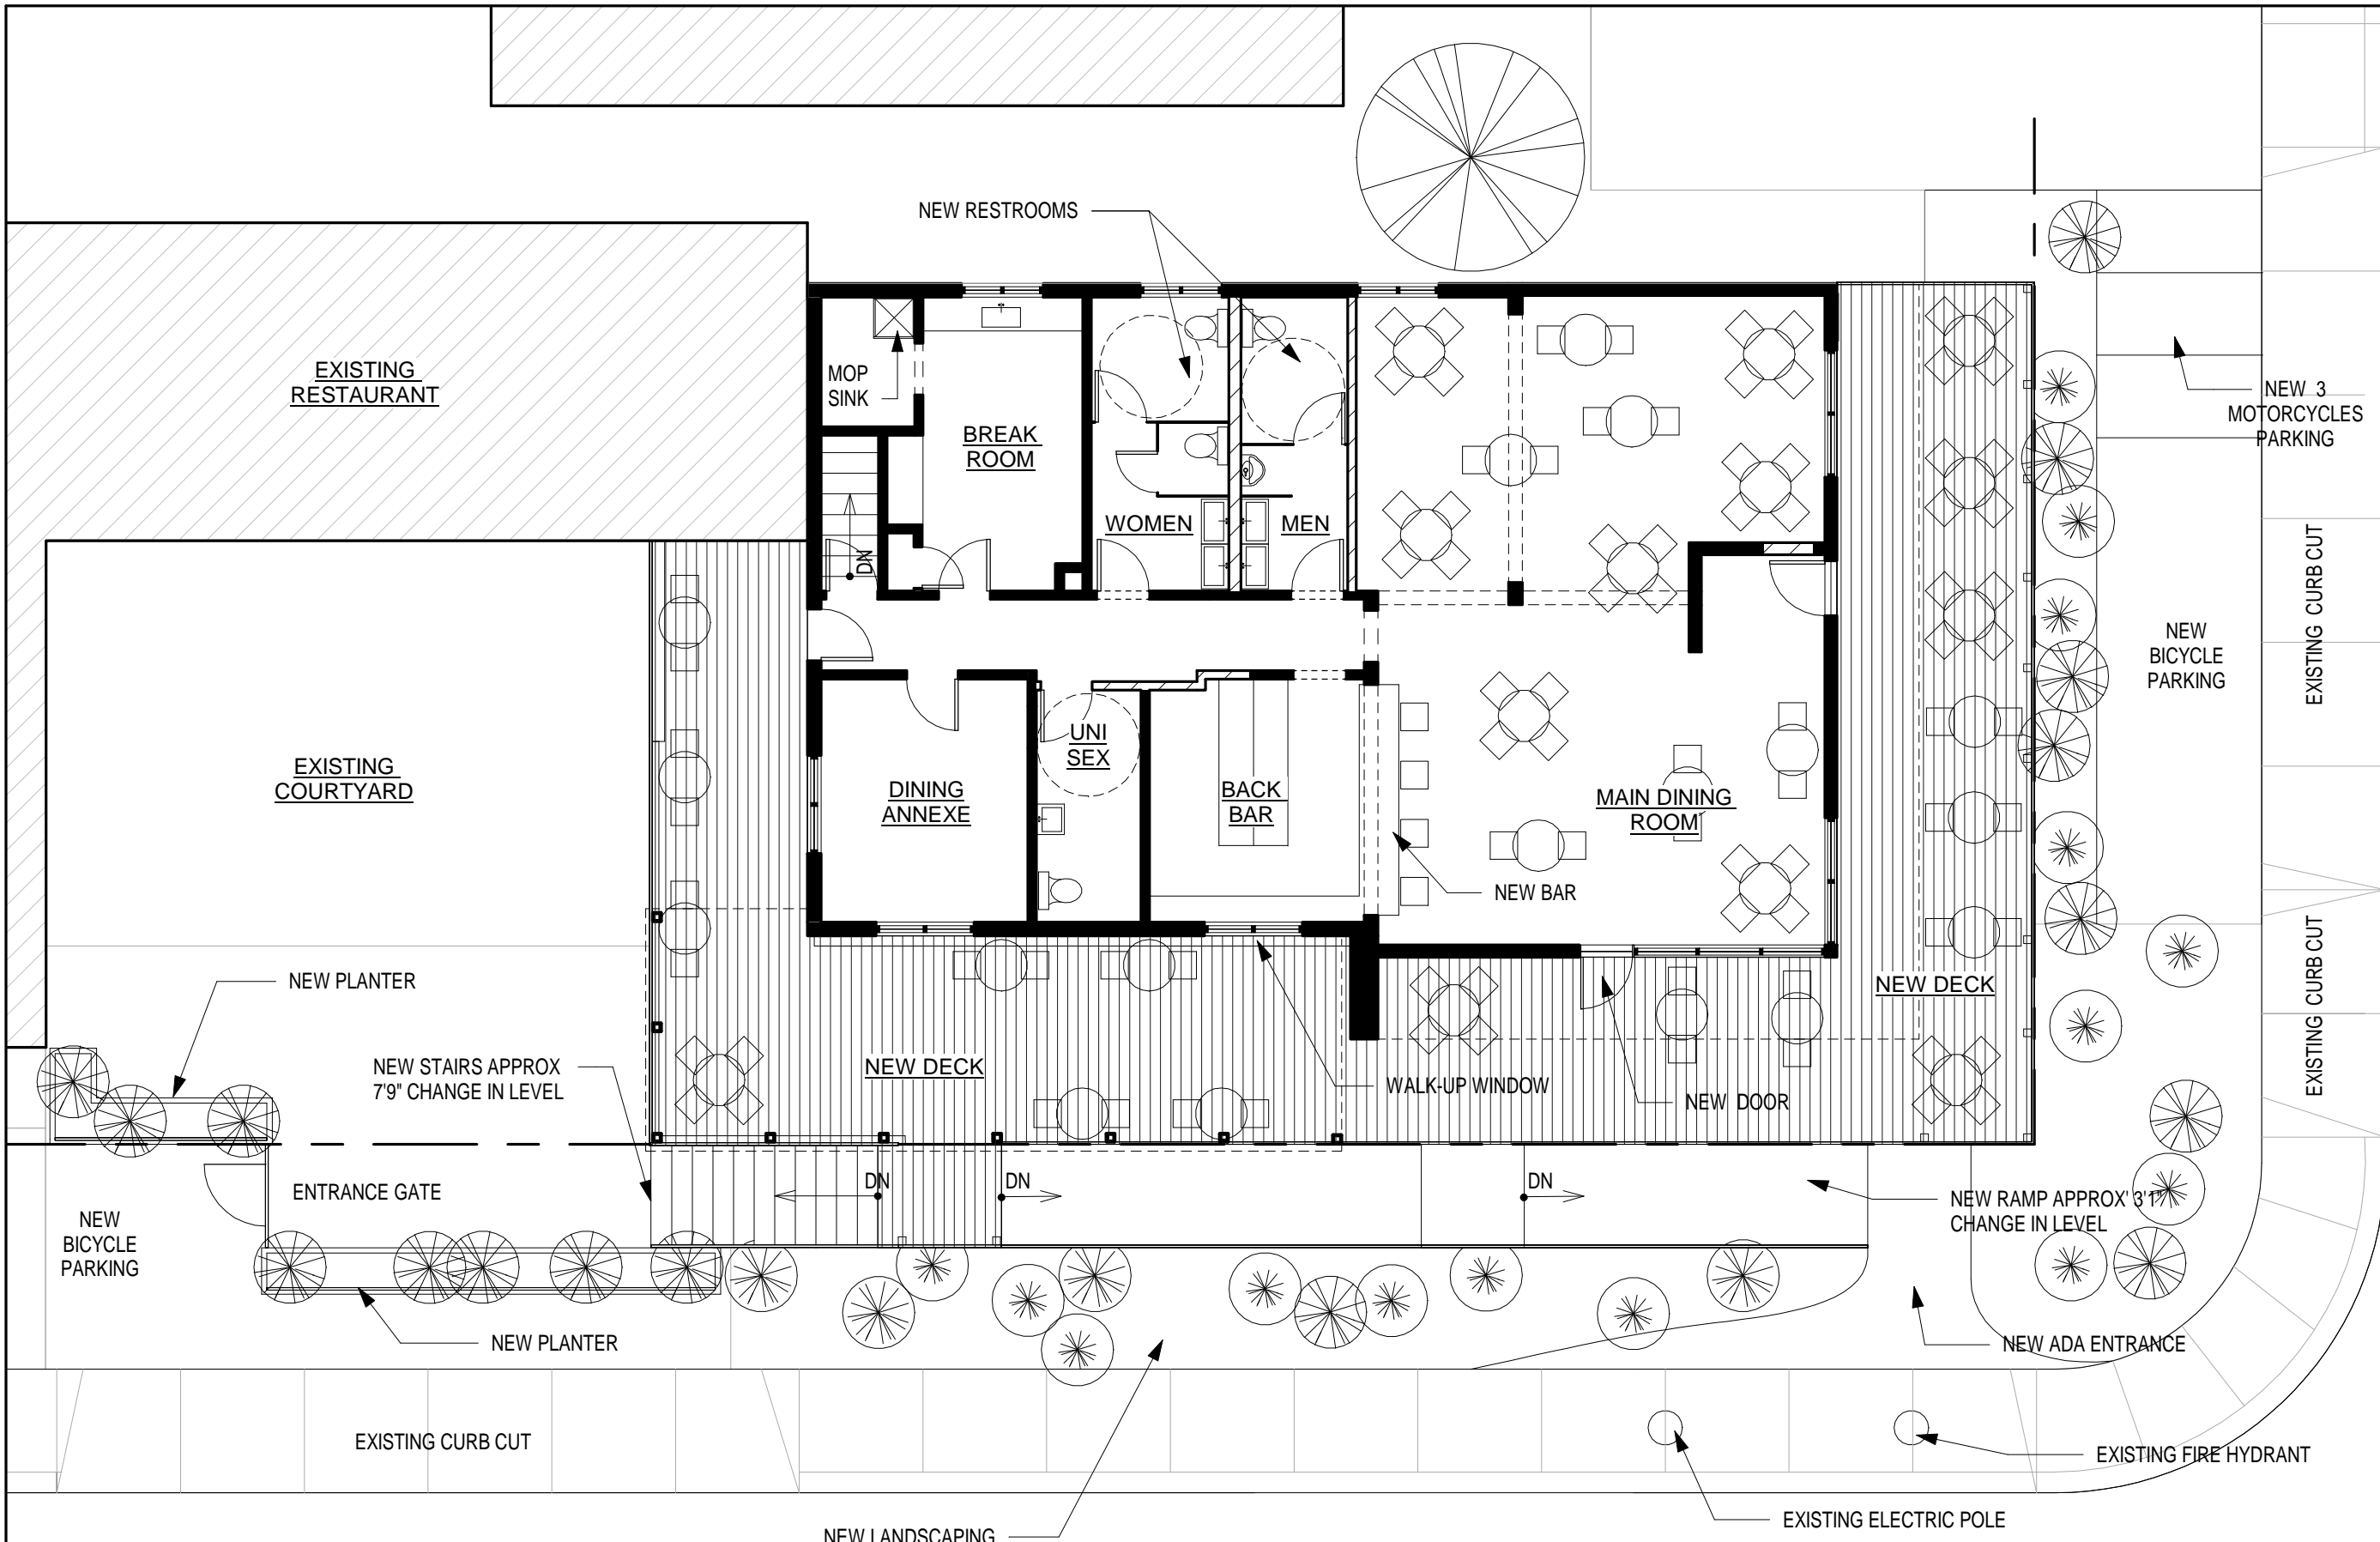 NEW RESTROOMS
EXISTING
RESTAURANT
MOP
SINK
BREAK
ROOM
WOMEN
MEN
NEW 3
MOTORCYCLES
PARKING
DN
EXISTING CURB CUT
NEW
BICYCLE
PARKING
EXISTING
COURTYARD
DINING
ANNEXE
UNI
SEX
BACK
BAR
MAIN DINING
ROOM
NEW BAR
NEW PLANTER
NEW DECK
EXISTING CURB CUT
NEW STAIRS APPROX
7'9" CHANGE IN LEVEL
NEW DECK
WALK-UP WINDOW
NEW DOOR
ENTRANCE GATE
DN
DN
DN
NEW RAMP APPROX' 3'1"
CHANGE IN LEVEL
NEW
BICYCLE
PARKING
NEW PLANTER
NEW ADA ENTRANCE
EXISTING CURB CUT
EXISTING FIRE HYDRANT
EXISTING ELECTRIC POLE
NEW LANDSCAPING